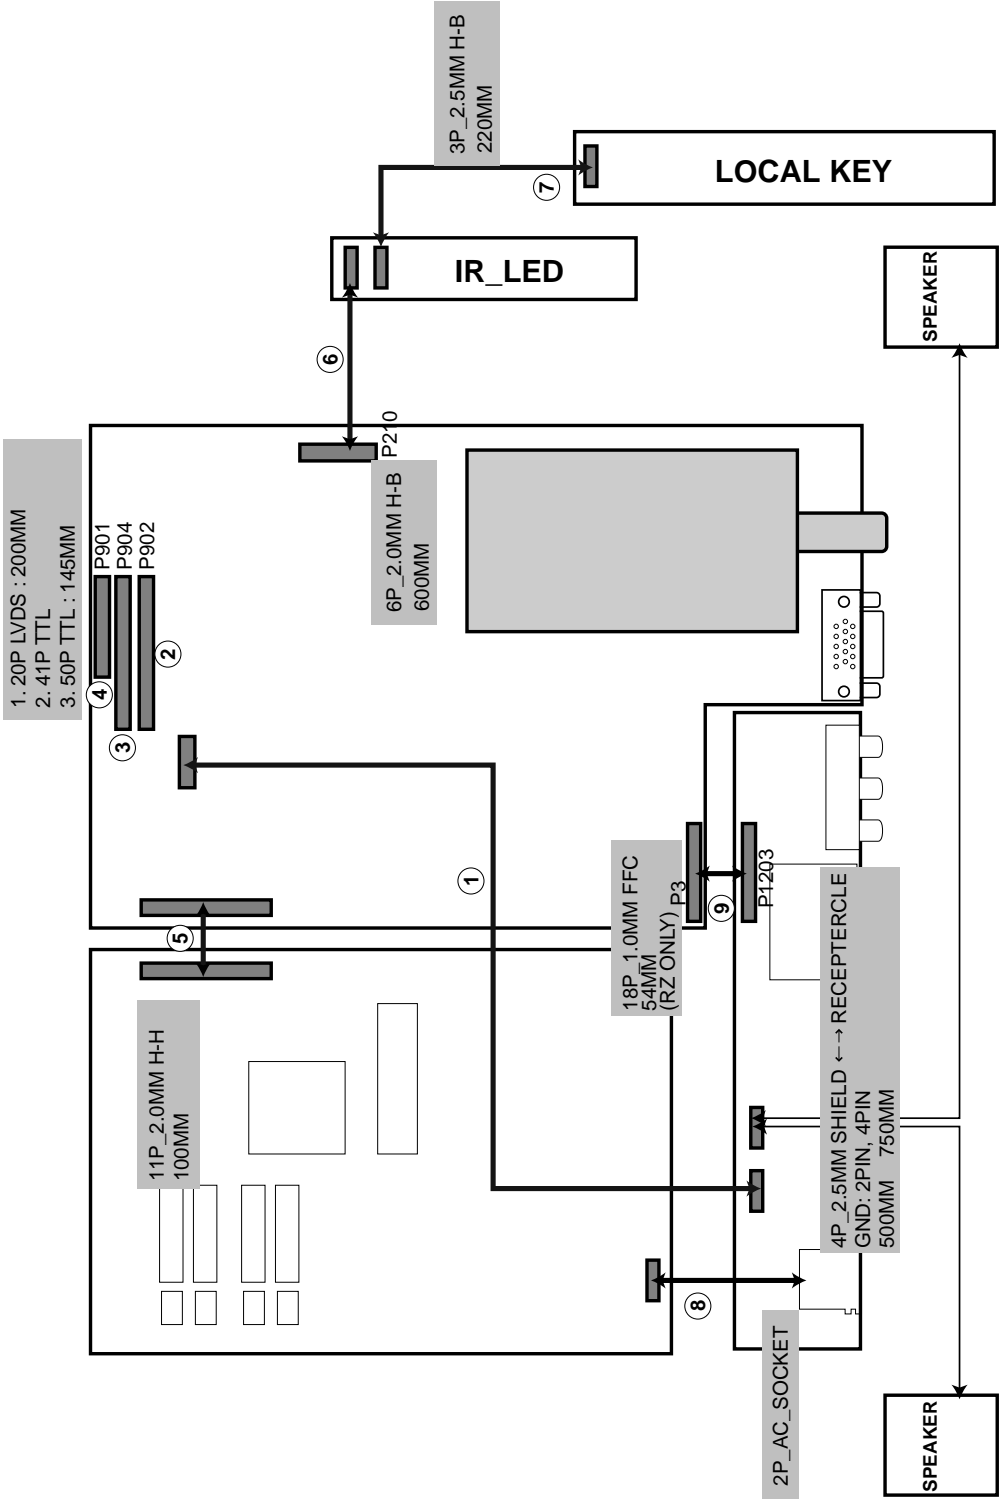 1. 20P LVDS : 200MM
2. 41P TTL
3. 50P TTL : 145MM
P901
P904
P902
4
3
2
11P_2.0MM H-H
100MM
5
1
6P_2.0MM H-B
600MM
P210
6
IR_LED
3P_2.5MM H-B
220MM
7
LOCAL KEY
18P_1.0MM FFC
54MM
(RZ ONLY)
P3
9
P1203
8
2P_AC_SOCKET
4P_2.5MM SHIELD ←→ RECEPTERCLE
GND: 2PIN, 4PIN
500MM 750MM
SPEAKER
SPEAKER